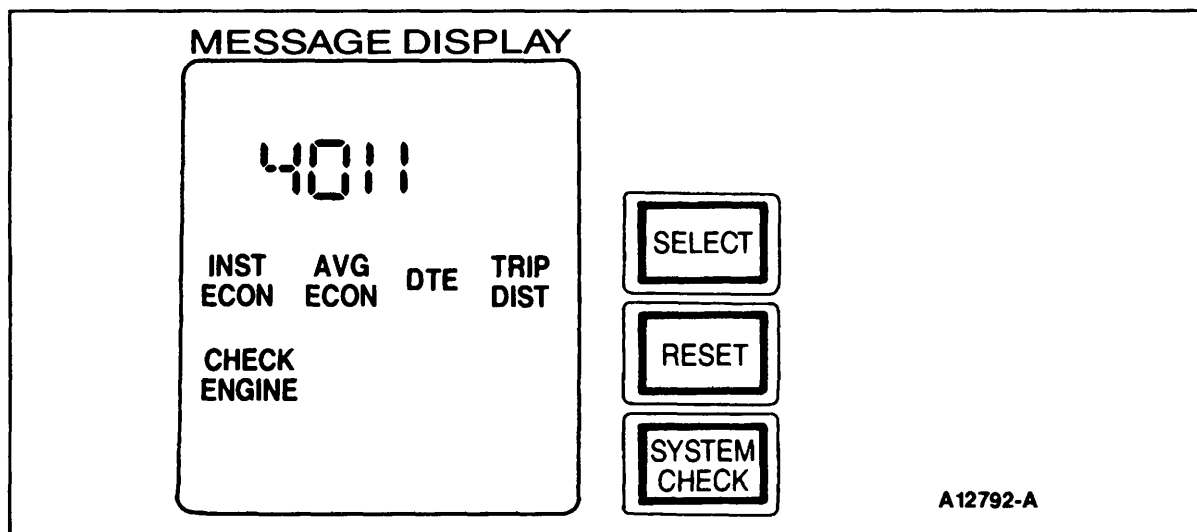 MESSAGE DISPLAY
4011
INST ECON
AVG ECON
DTE
TRIP DIST
CHECK ENGINE
SELECT
RESET
SYSTEM CHECK
A12792-A